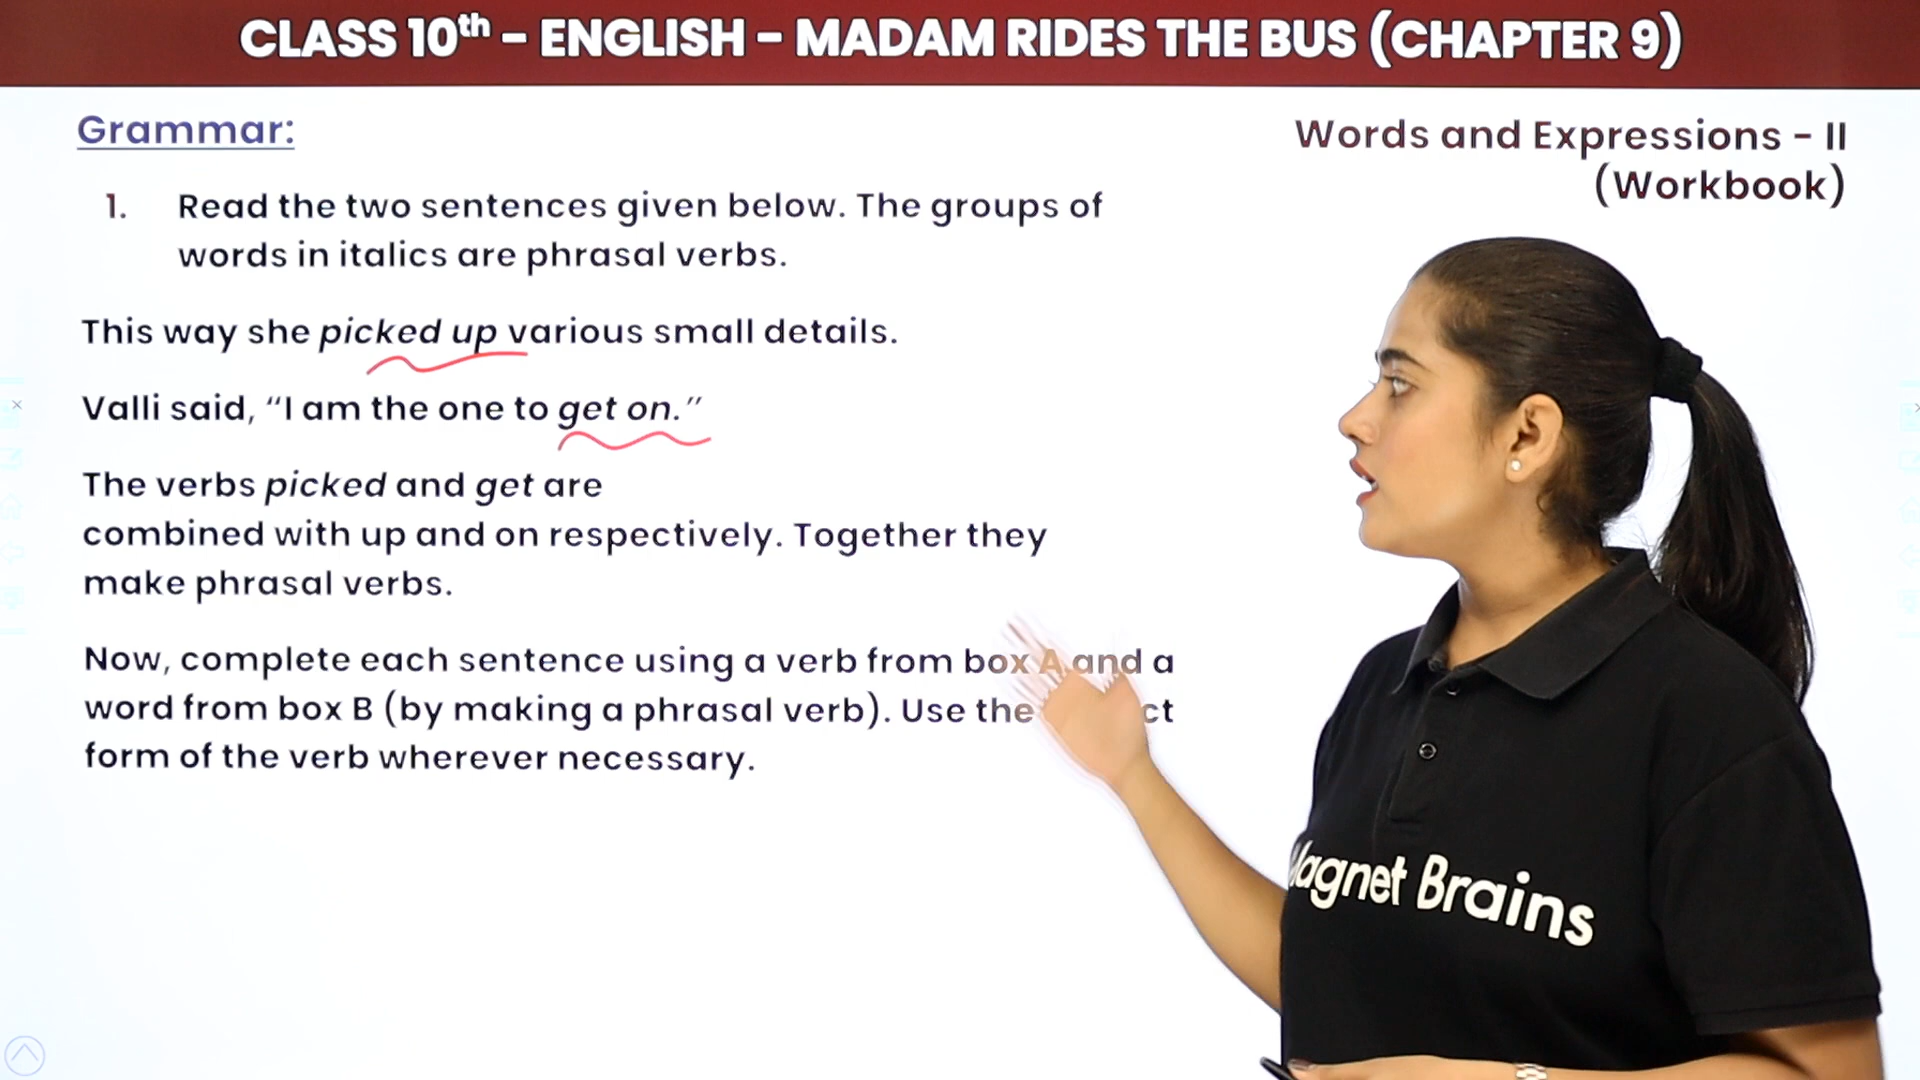 CLASS 10th - ENGLISH - MADAM RIDES THE BUS (CHAPTER 9)
Grammar:
Words and Expressions - II
(Workbook)
1. Read the two sentences given below. The groups of
words in italics are phrasal verbs.
This way she picked up various small details.
Valli said, “I am the one to get on.”
The verbs picked and get are
combined with up and on respectively. Together they
make phrasal verbs.
Now, complete each sentence using a verb from box A and a
word from box B (by making a phrasal verb). Use the ct
form of the verb wherever necessary.
Magnet Brains